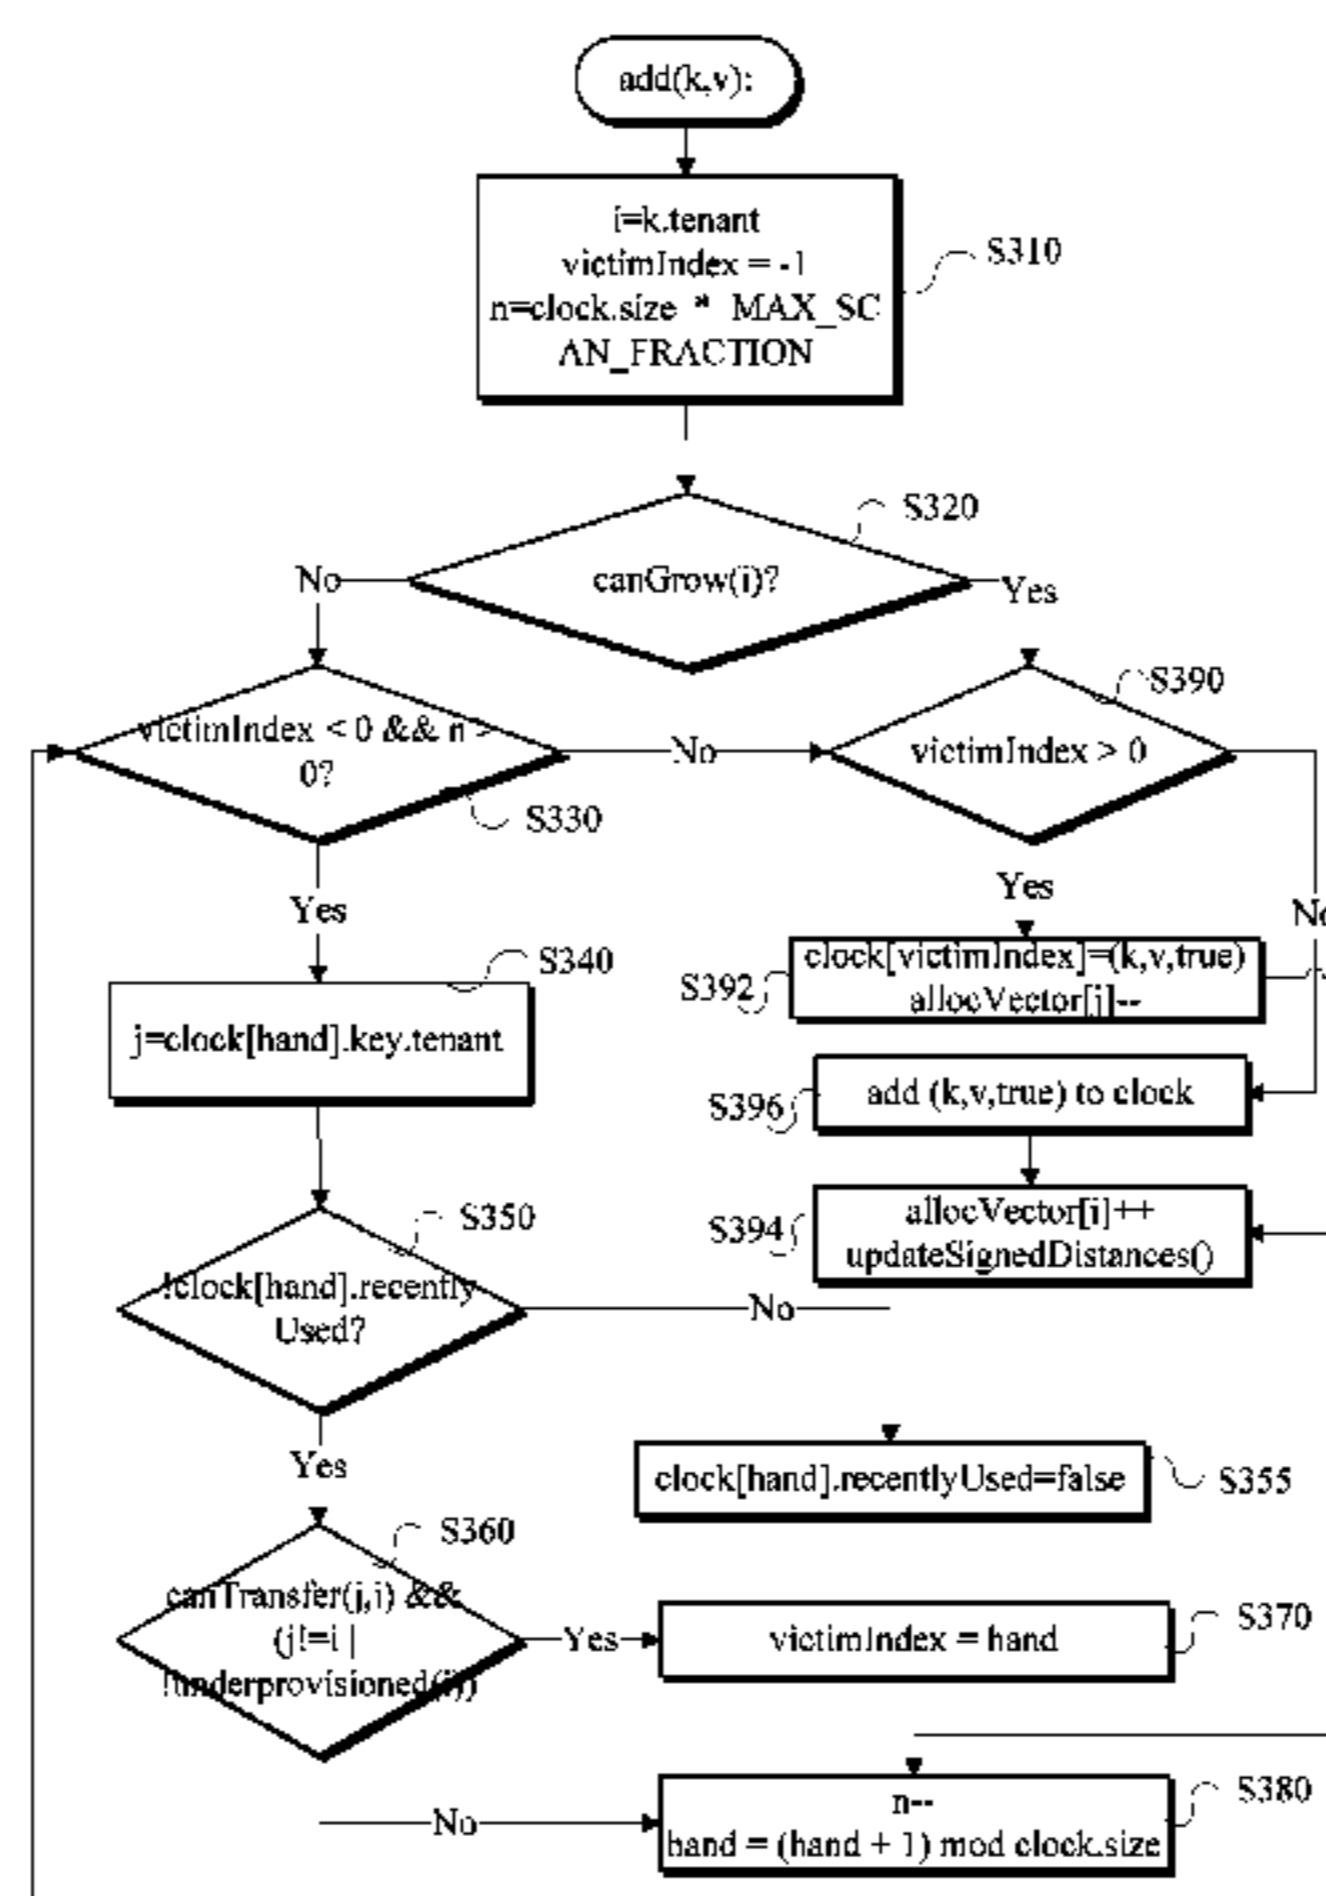 add(k,v):
i=k.tenant
victimIndex = -1
n=clock.size * MAX_SC
AN_FRACTION
S310
S320
canGrow(i)?
No
Yes
S390
victimIndex < 0 && n >
0?
No
victimIndex > 0
S330
Yes
Yes
No
S340
clock[victimIndex]=(k,v,true)
allocVector[j]--
S392
j=clock[hand].key.tenant
add (k,v,true) to clock
S396
S350
allocVector[i]++
updateSignedDistances()
S394
!clock[hand].recently
Used?
No
Yes
clock[hand].recentlyUsed=false
S355
S360
canTransfer(j,i) &&
(j!=i |
!underprovisioned(i))
Yes
victimIndex = hand
S370
S380
n--
hand = (hand + 1) mod clock.size
No